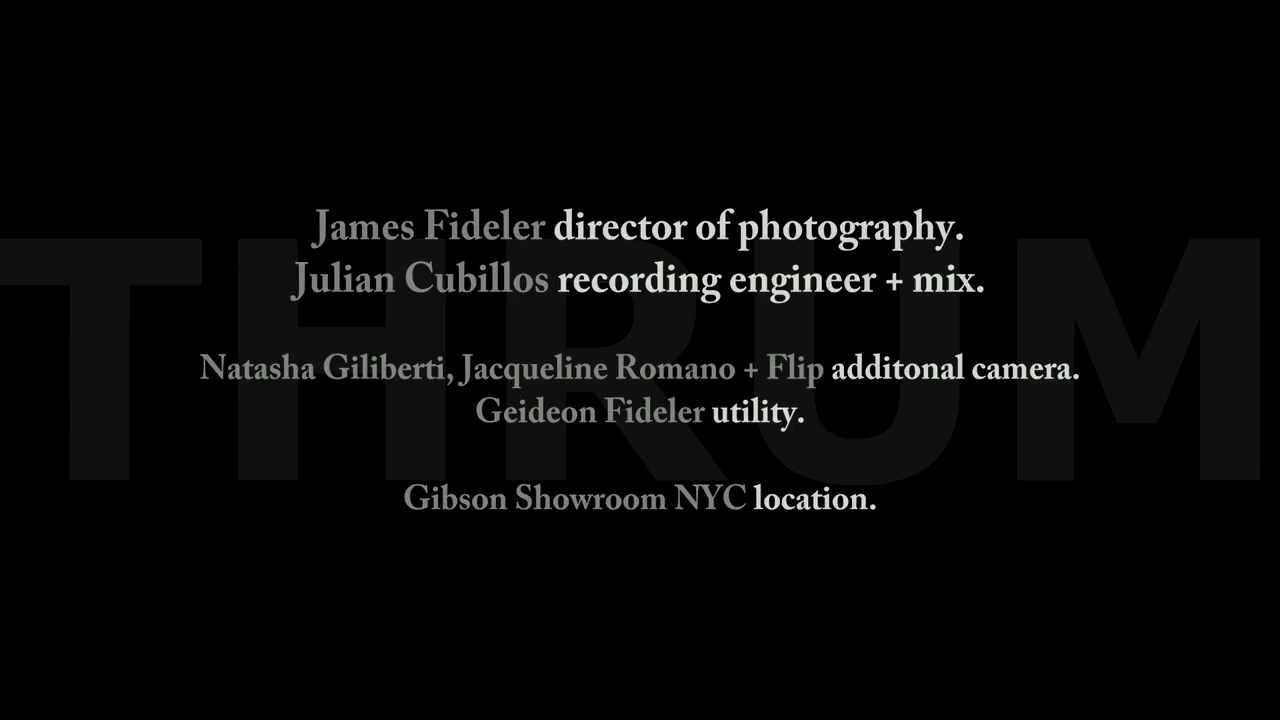 James Fideler director of photography.
Julian Cubillos recording engineer + mix.
THRUM
Natasha Giliberti, Jacqueline Romano + Flip additonal camera.
Geideon Fideler utility.
Gibson Showroom NYC location.